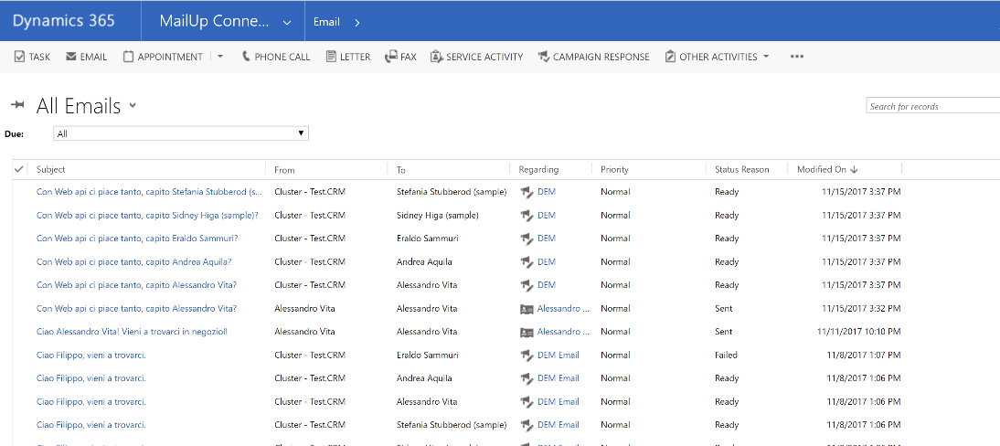 Dynamics 365 MailUp Conne... Email
TASK EMAIL APPOINTMENT PHONE CALL LETTER FAX SERVICE ACTIVITY CAMPAIGN RESPONSE OTHER ACTIVITIES ...
All Emails
Search for records
Due: All
Subject From To Regarding Priority Status Reason Modified On
Con Web api ci piace tanto, capito Stefania Stubberod (s... Cluster - Test.CRM Stefania Stubberod (sample) DEM Normal Ready 11/15/2017 3:37 PM
Con Web api ci piace tanto, capito Sidney Higa (sample)? Cluster - Test.CRM Sidney Higa (sample) DEM Normal Ready 11/15/2017 3:37 PM
Con Web api ci piace tanto, capito Eraldo Sammuri? Cluster - Test.CRM Eraldo Sammuri DEM Normal Ready 11/15/2017 3:37 PM
Con Web api ci piace tanto, capito Andrea Aquila? Cluster - Test.CRM Andrea Aquila DEM Normal Ready 11/15/2017 3:37 PM
Con Web api ci piace tanto, capito Alessandro Vita? Cluster - Test.CRM Alessandro Vita DEM Normal Ready 11/15/2017 3:37 PM
Con Web api ci piace tanto, capito Alessandro Vita? Alessandro Vita Alessandro Vita Alessandro ... Normal Sent 11/15/2017 3:32 PM
Ciao Alessandro Vita! Vieni a trovarci in negozio!! Alessandro Vita Alessandro Vita Alessandro ... Normal Sent 11/11/2017 10:10 PM
Ciao Filippo, vieni a trovarci. Cluster - Test.CRM Eraldo Sammuri DEM Email Normal Failed 11/8/2017 1:07 PM
Ciao Filippo, vieni a trovarci. Cluster - Test.CRM Andrea Aquila DEM Email Normal Ready 11/8/2017 1:06 PM
Ciao Filippo, vieni a trovarci. Cluster - Test.CRM Alessandro Vita DEM Email Normal Ready 11/8/2017 1:06 PM
Ciao Filippo, vieni a trovarci. Cluster - Test.CRM Stefania Stubberod (sample) DEM Email Normal Ready 11/8/2017 1:06 PM